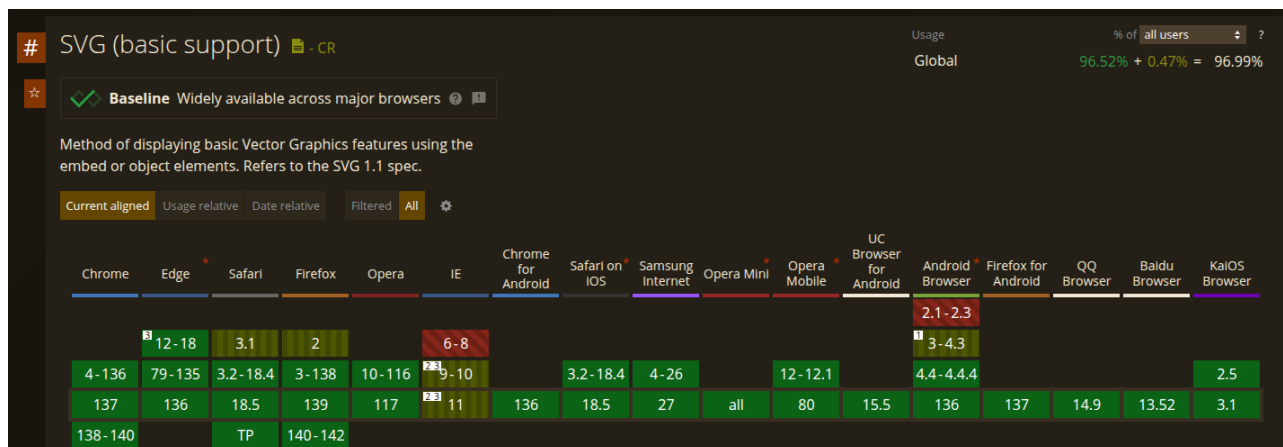 #
SVG (basic support) - CR
☆
Usage % of all users ?
Global 96.52% + 0.47% = 96.99%
Baseline Widely available across major browsers
Method of displaying basic Vector Graphics features using the
embed or object elements. Refers to the SVG 1.1 spec.
Current aligned Usage relative Date relative Filtered All
Chrome Edge * Safari Firefox Opera IE Chrome for Android Safari on iOS * Samsung Internet Opera Mini * Opera Mobile * UC Browser for Android Android Browser * Firefox for Android QQ Browser Baidu Browser KaiOS Browser
2.1 - 2.3
3 12 - 18 3.1 2 6 - 8 1 3 - 4.3
4 - 136 79 - 135 3.2 - 18.4 3 - 138 10 - 116 2 3 9 - 10 3.2 - 18.4 4 - 26 12 - 12.1 4.4 - 4.4.4 2.5
137 136 18.5 139 117 2 3 11 136 18.5 27 all 80 15.5 136 137 14.9 13.52 3.1
138 - 140 TP 140 - 142